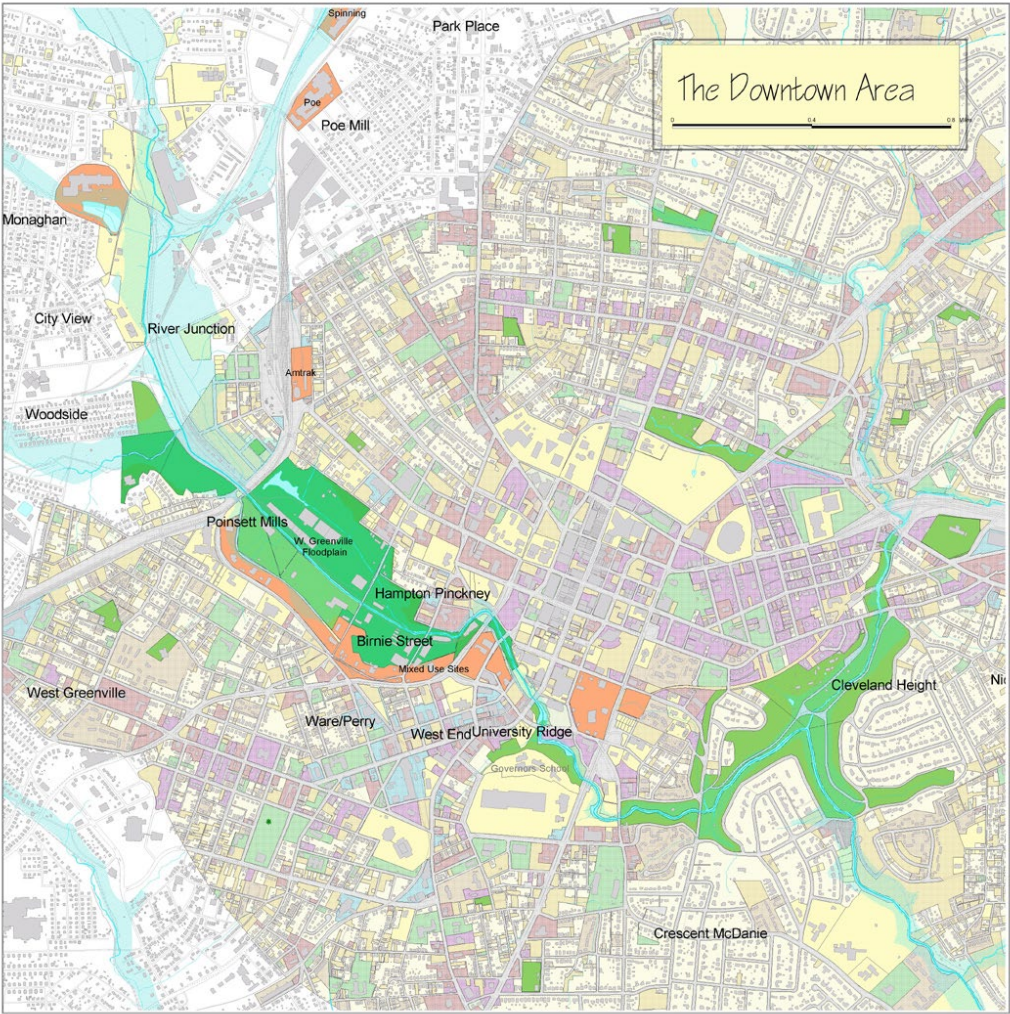 Spinning
Park Place
The Downtown Area
0 0.4 0.8 Miles
Poe
Poe Mill
Monaghan
City View
River Junction
Amtrak
Woodside
Poinsett Mills
W. Greenville
Floodplain
Hampton Pinckney
Birnie Street
Mixed Use Sites
West Greenville
Cleveland Height
Ni
Ware/Perry
West End
University Ridge
Governors School
Crescent McDanie